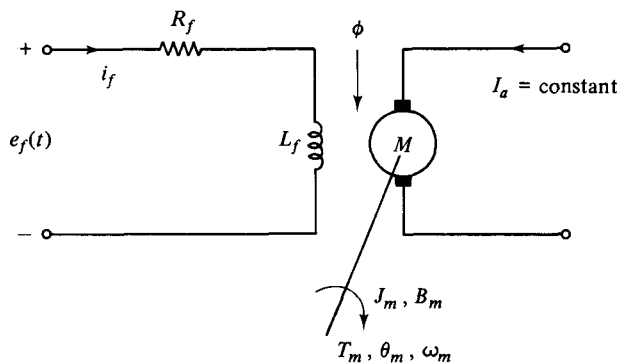 R_f
ϕ
+
i_f
I_a = constant
e_f(t)
L_f
M
−
J_m , B_m
T_m , θ_m , ω_m